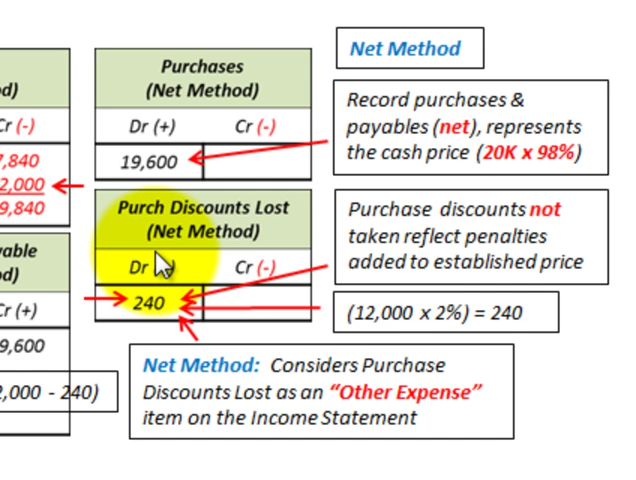 Net Method
Purchases
(Net Method)
Dr (+) Cr (-)
19,600
Record purchases &
payables (net), represents
the cash price (20K x 98%)
Cr (-)
7,840
2,000
9,840
Purch Discounts Lost
(Net Method)
Dr Cr (-)
240
Purchase discounts not
taken reflect penalties
added to established price
(12,000 x 2%) = 240
Cr (+)
9,600
2,000 - 240)
Net Method: Considers Purchase
Discounts Lost as an "Other Expense"
item on the Income Statement